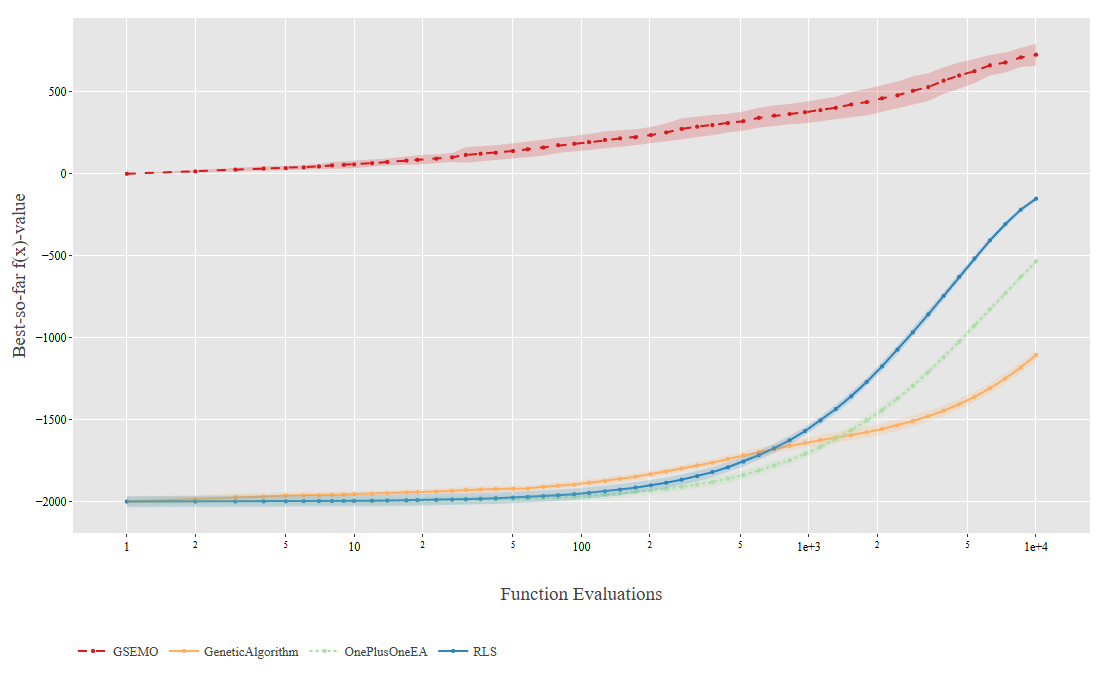 500
0
−500
−1000
−1500
−2000
Best-so-far f(x)-value
1 2 5 10 2 5 100 2 5 1e+3 2 5 1e+4
Function Evaluations
GSEMO GeneticAlgorithm OnePlusOneEA RLS